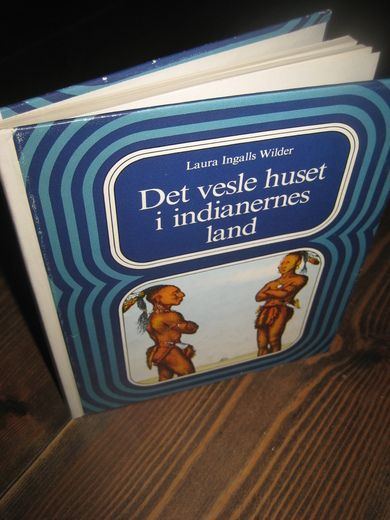 Laura Ingalls Wilder
Det vesle huset
i indianernes
land